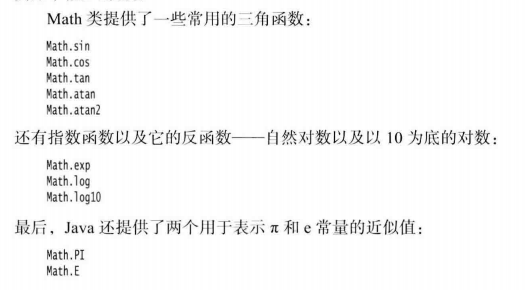 Math 类提供了一些常用的三角函数：
Math.sin
Math.cos
Math.tan
Math.atan
Math.atan2
还有指数函数以及它的反函数——自然对数以及以 10 为底的对数：
Math.exp
Math.log
Math.log10
最后，Java 还提供了两个用于表示 π 和 e 常量的近似值：
Math.PI
Math.E